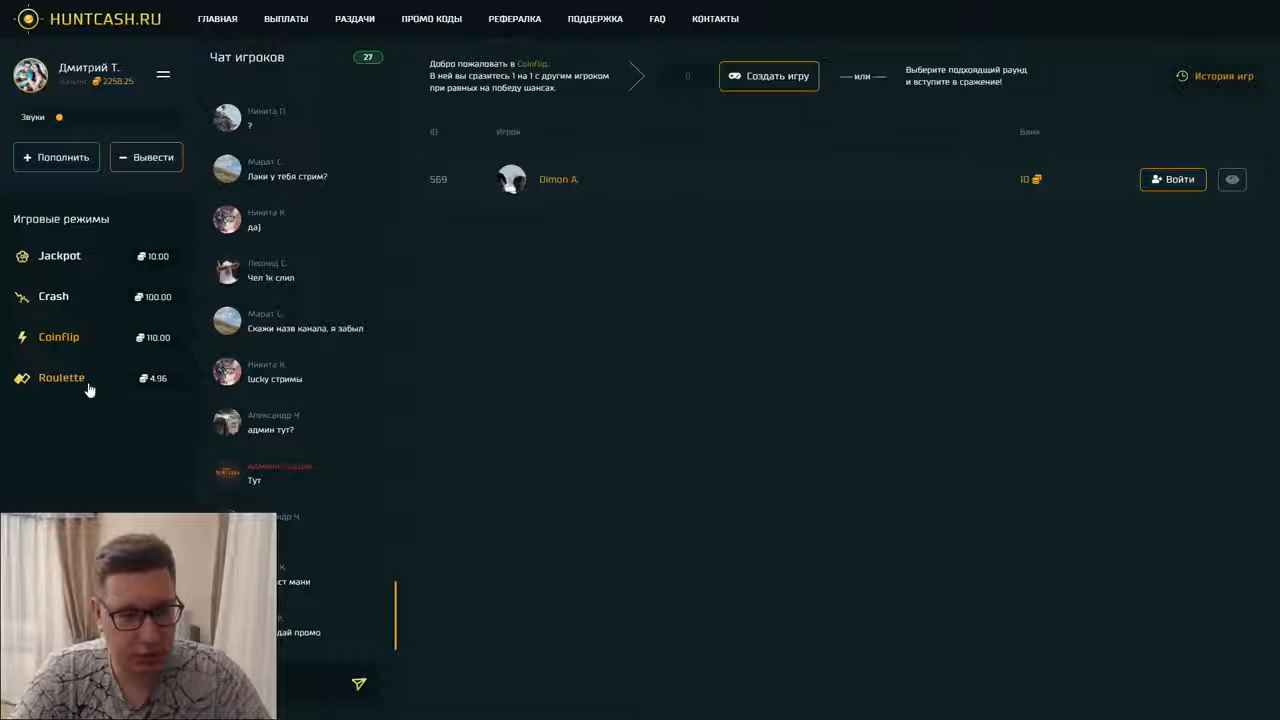 HUNTCASH.RU
ГЛАВНАЯ
ВЫПЛАТЫ
РАЗДАЧИ
ПРОМО КОДЫ
РЕФЕРАЛКА
ПОДДЕРЖКА
FAQ
КОНТАКТЫ
Дмитрий Т.
2258.25
Звуки
Пополнить
Вывести
Игровые режимы
Jackpot
10.00
Crash
100.00
Coinflip
110.00
Roulette
4.96
Чат игроков
27
Никита П.
?
Марат С.
Лаки у тебя стрим?
Никита К.
даj
Леонид С.
Чел 1к слил
Марат С.
Скажи назв канала, я забыл
Никита К.
lucky стримы
Александр Ч
админ тут?
Тут
ндр Ч
К.
ст мани
К.
дай промо
Добро пожаловать в Coinflip.
В ней вы сразитесь 1 на 1 с другим игроком
при равных на победу шансах.
0
Создать игру
или
Выберите подходящий раунд
и вступите в сражение!
История игр
ID
Игрок
Банк
569
Dimon A.
10
Войти